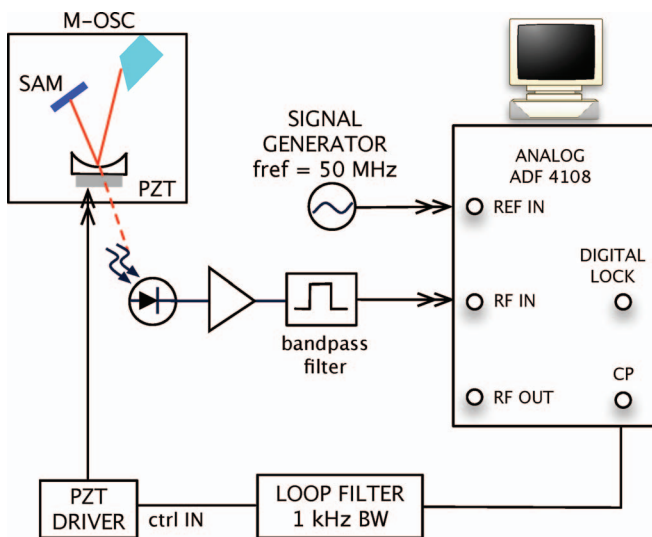 M-OSC
SAM
PZT
SIGNAL
GENERATOR
fref = 50 MHz
ANALOG
ADF 4108
REF IN
DIGITAL
LOCK
RF IN
bandpass
filter
CP
RF OUT
PZT
DRIVER
ctrl IN
LOOP FILTER
1 kHz BW